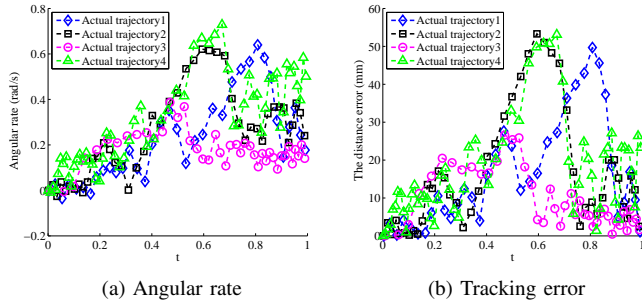 Actual trajectory1
Actual trajectory2
Actual trajectory3
Actual trajectory4
0.8
0.6
0.4
0.2
0
−0.2
Angular rate (rad/s)
0 0.2 0.4 0.6 0.8 1
t
(a) Angular rate
Actual trajectory1
Actual trajectory2
Actual trajectory3
Actual trajectory4
60
50
40
30
20
10
0
The distance error (mm)
0 0.2 0.4 0.6 0.8 1
t
(b) Tracking error